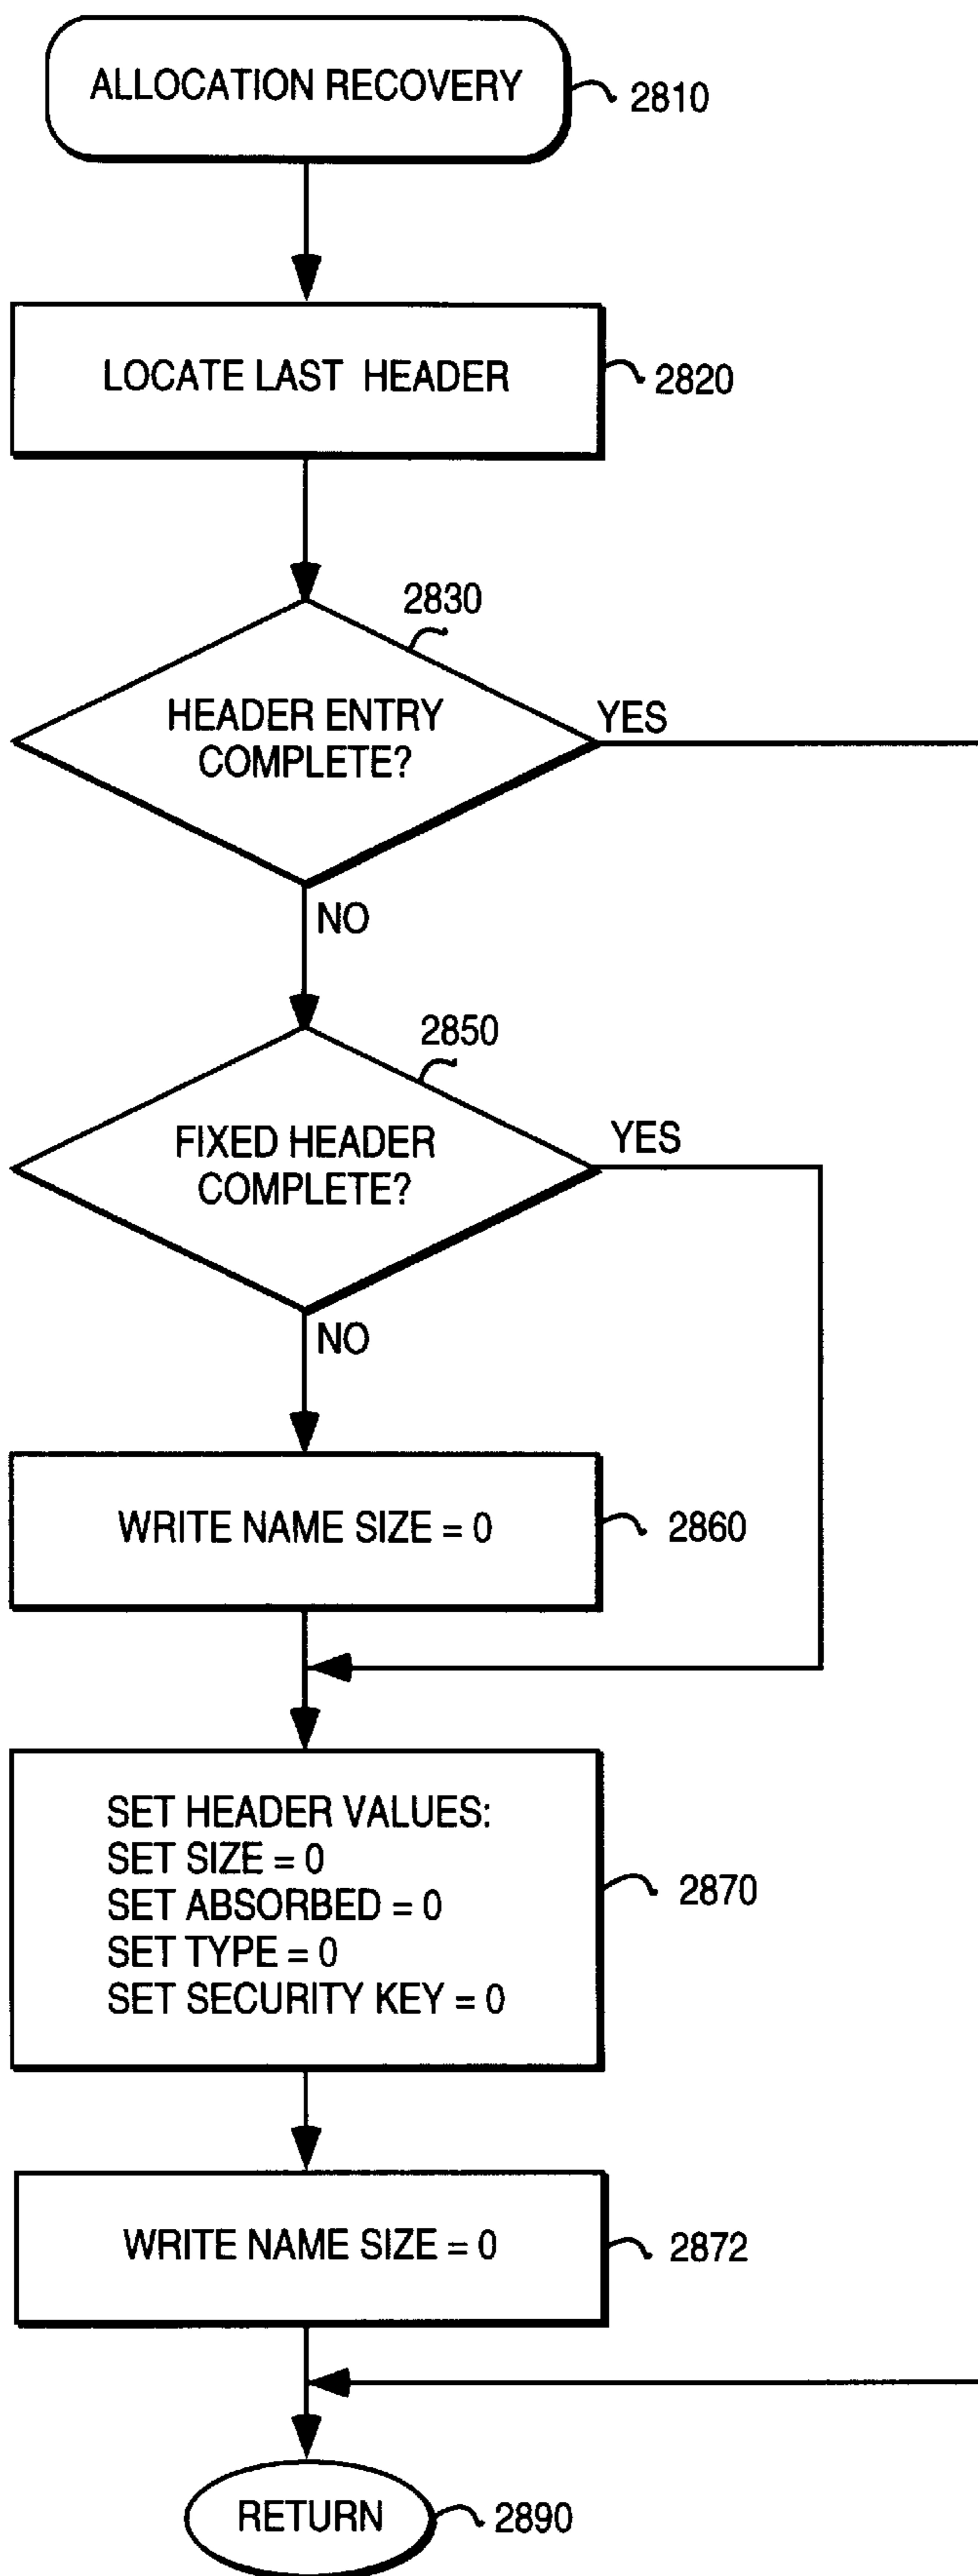 ALLOCATION RECOVERY
2810
LOCATE LAST HEADER
2820
2830
HEADER ENTRY
COMPLETE?
YES
NO
2850
FIXED HEADER
COMPLETE?
YES
NO
WRITE NAME SIZE = 0
2860
SET HEADER VALUES:
SET SIZE = 0
SET ABSORBED = 0
SET TYPE = 0
SET SECURITY KEY = 0
2870
WRITE NAME SIZE = 0
2872
RETURN
2890